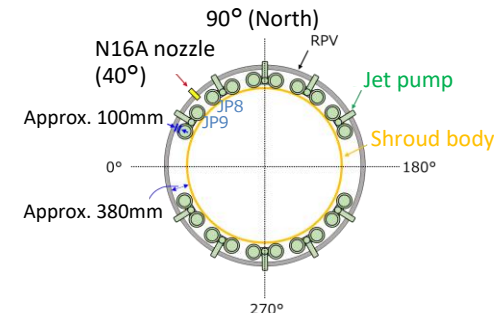 90° (North)
RPV
N16A nozzle
(40°)
Jet pump
JP8
Approx. 100mm
JP9
Shroud body
0°
180°
Approx. 380mm
270°